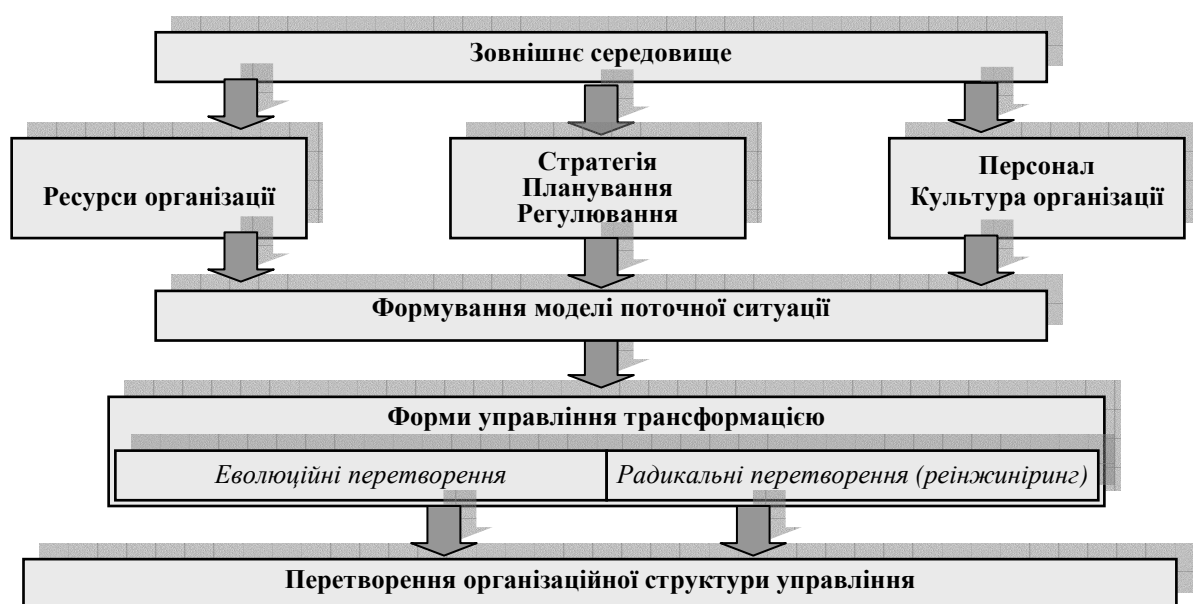 Зовнішнє середовище
Ресурси організації
Стратегія
Планування
Регулювання
Персонал
Культура організації
Формування моделі поточної ситуації
Форми управління трансформацією
Еволюційні перетворення
Радикальні перетворення (реінжиніринг)
Перетворення організаційної структури управління